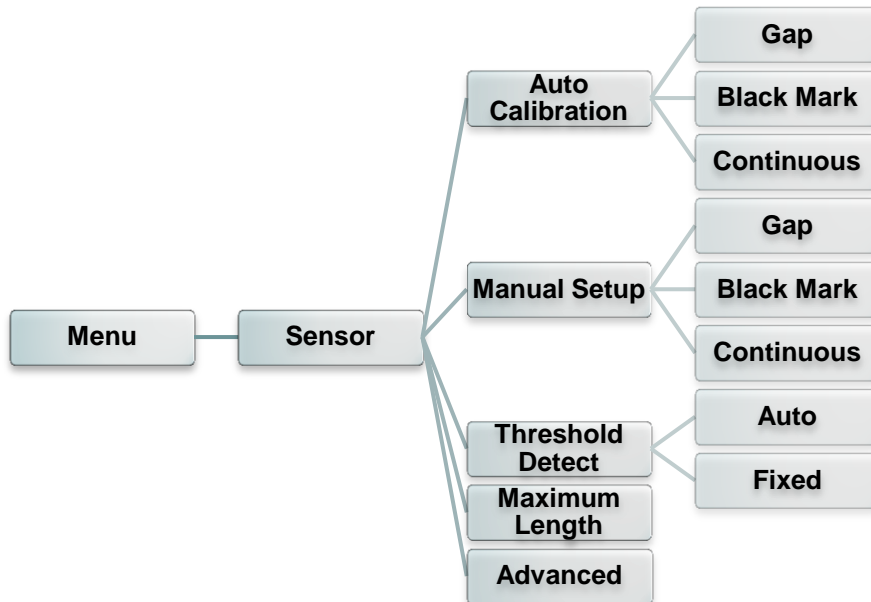 Menu
Sensor
Auto
Calibration
Gap
Black Mark
Continuous
Manual Setup
Gap
Black Mark
Continuous
Threshold
Detect
Auto
Fixed
Maximum
Length
Advanced